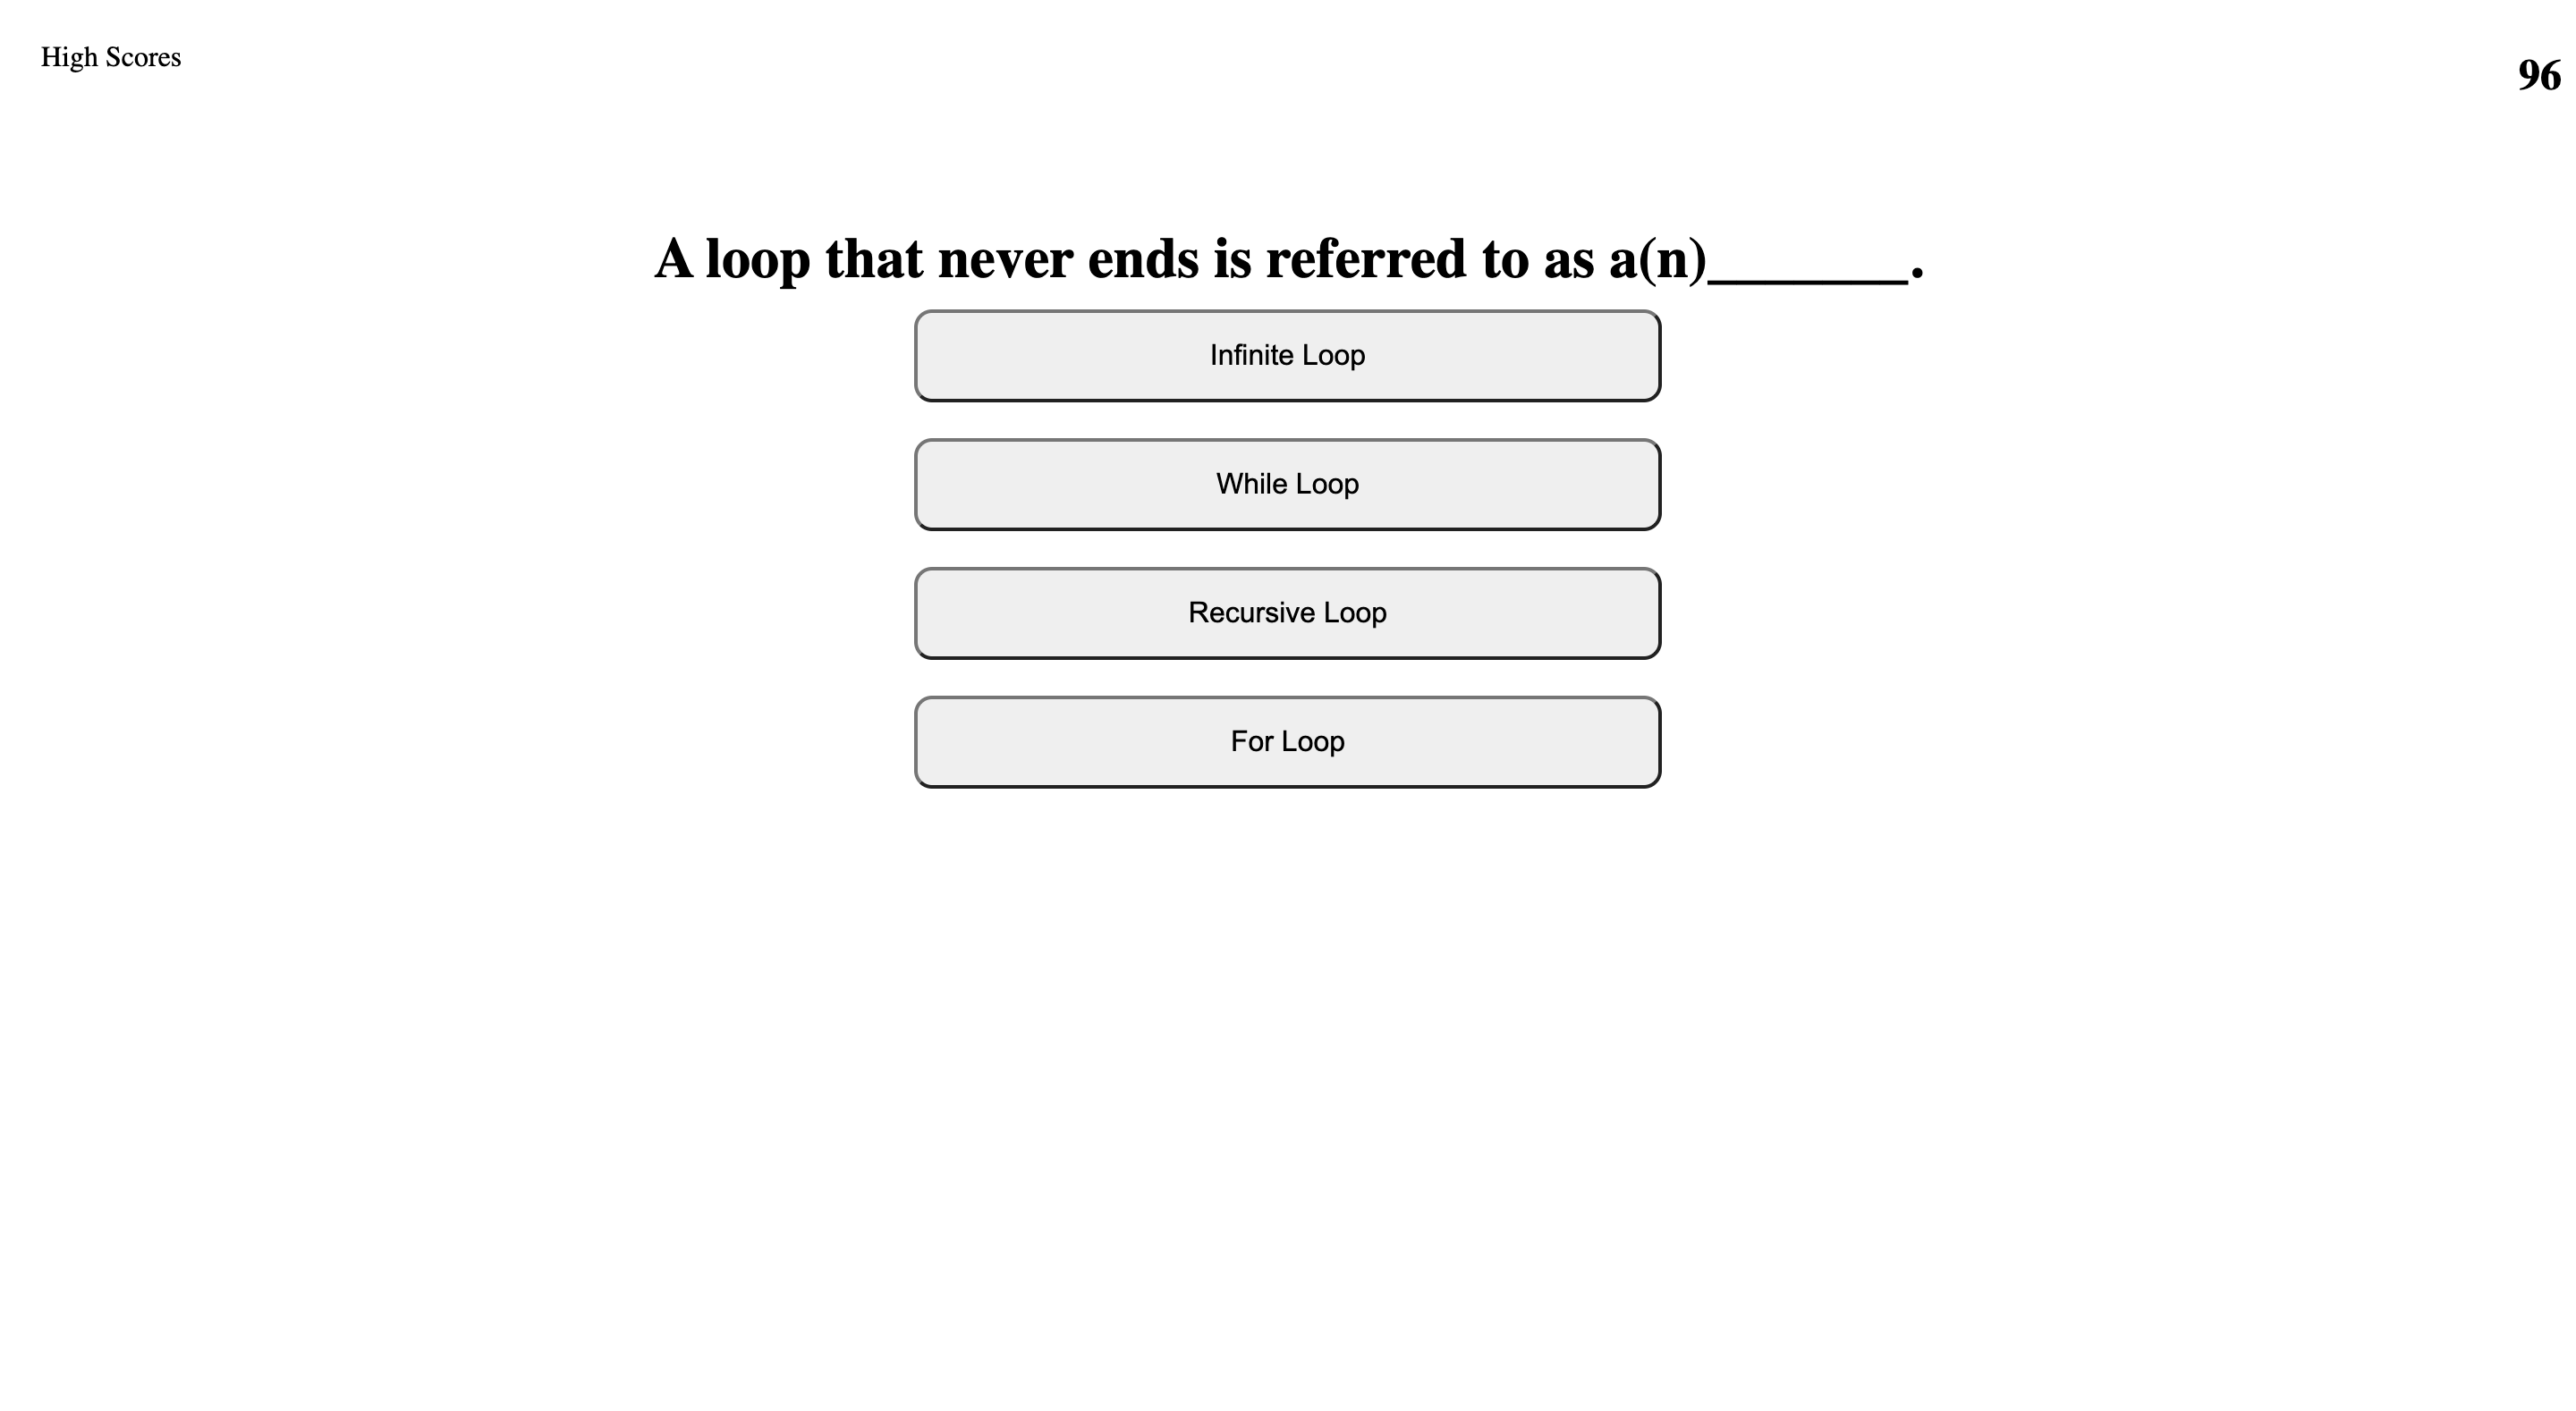 High Scores
96
A loop that never ends is referred to as a(n)_______.
Infinite Loop
While Loop
Recursive Loop
For Loop